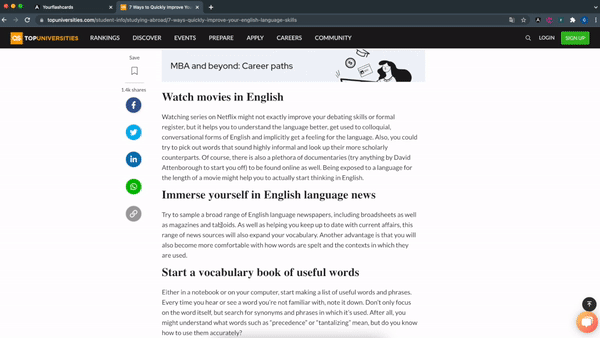 Yourflashcards
7 Ways to Quickly Improve You
topuniversities.com/student-info/studying-abroad/7-ways-quickly-improve-your-english-language-skills
QS TOPUNIVERSITIES RANKINGS DISCOVER EVENTS PREPARE APPLY CAREERS COMMUNITY LOGIN SIGN UP
Save
1.4k shares
MBA and beyond: Career paths
Watch movies in English
Watching series on Netflix might not exactly improve your debating skills or formal
register, but it helps you to understand the language better, get used to colloquial,
conversational forms of English and implicitly get a feeling for the language. Also, you could
try to pick out words that sound highly informal and look up their more scholarly
counterparts. Of course, there is also a plethora of documentaries (try anything by David
Attenborough to start you off) to be found online as well. Being exposed to a language for
the length of a movie might help you to actually start thinking in English.
Immerse yourself in English language news
Try to sample a broad range of English language newspapers, including broadsheets as well
as magazines and tabloids. As well as helping you keep up to date with current affairs, this
range of news sources will also expand your vocabulary. Another advantage is that you will
also become more comfortable with how words are spelt and the contexts in which they
are used.
Start a vocabulary book of useful words
Either in a notebook or on your computer, start making a list of useful words and phrases.
Every time you hear or see a word you're not familiar with, note it down. Don't only focus
on the word itself, but search for synonyms and phrases in which it's used. After all, you
might understand what words such as "precedence" or "tantalizing" mean, but do you know
how to use them accurately?